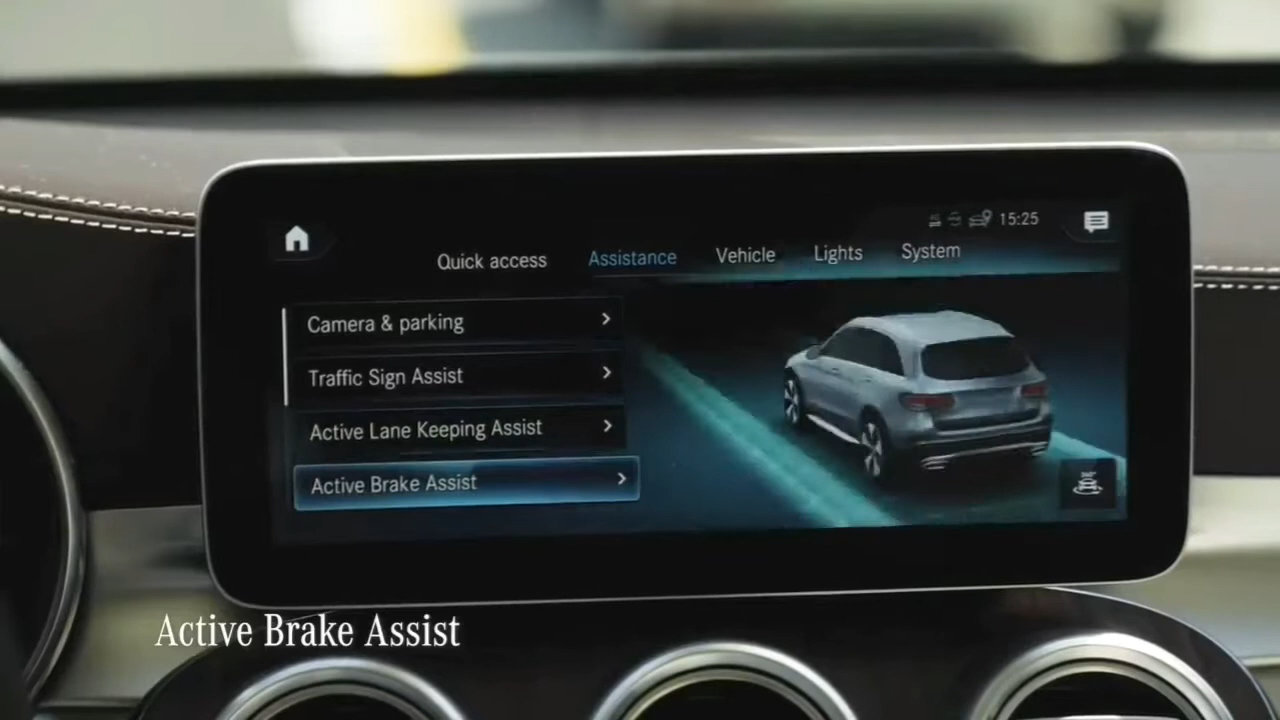 15:25
Quick access Assistance Vehicle Lights System
Camera & parking
Traffic Sign Assist
Active Lane Keeping Assist
Active Brake Assist
Active Brake Assist